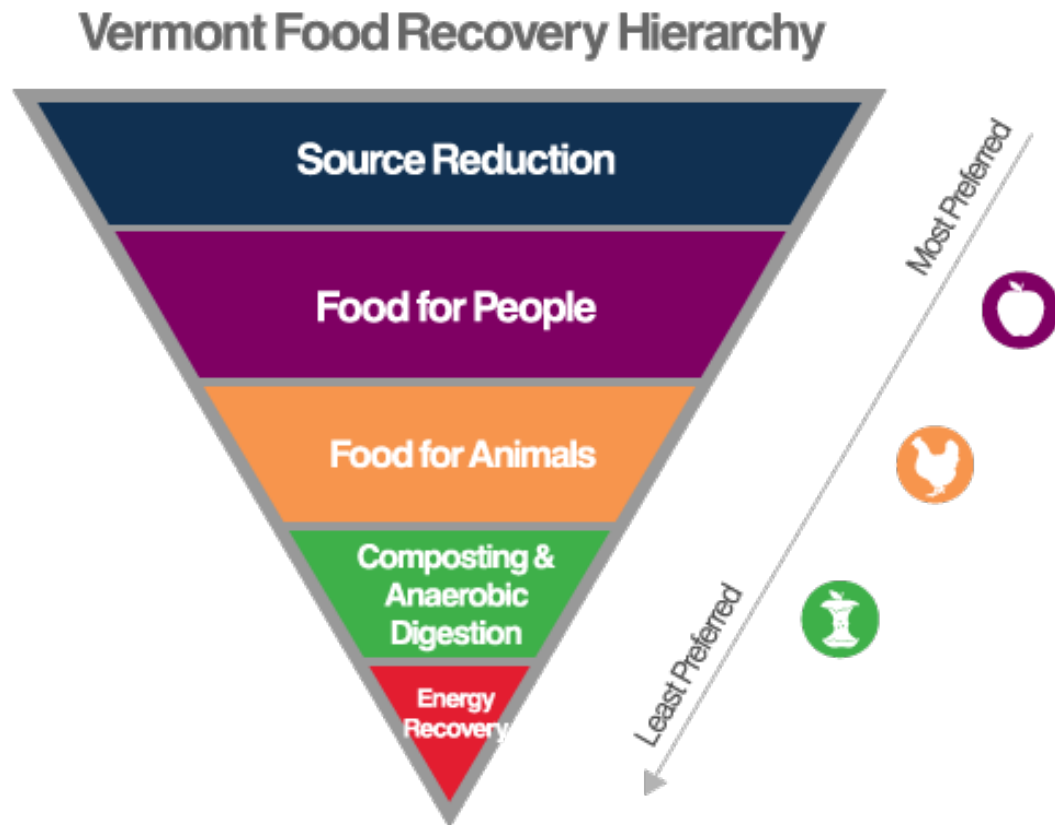 Vermont Food Recovery Hierarchy
Source Reduction
Food for People
Food for Animals
Composting &
Anaerobic
Digestion
Energy
Recovery
Most Preferred
Least Preferred